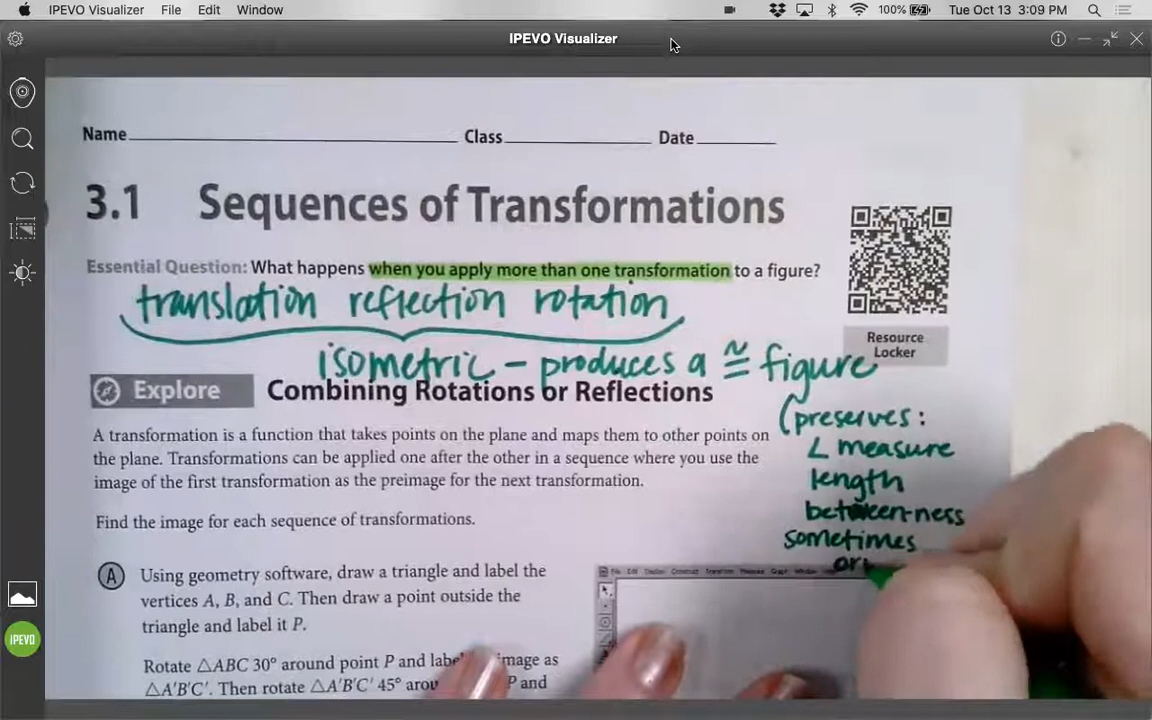 IPEVO Visualizer File Edit Window 100% Tue Oct 13 3:09 PM
IPEVO Visualizer
Name Class Date
3.1 Sequences of Transformations
Essential Question: What happens when you apply more than one transformation to a figure?
translation reflection rotation
isometric – produces a ≅ figure
Resource
Locker
Explore Combining Rotations or Reflections
(preserves:
∠ measure
length
between-ness
sometimes
A transformation is a function that takes points on the plane and maps them to other points on
the plane. Transformations can be applied one after the other in a sequence where you use the
image of the first transformation as the preimage for the next transformation.
Find the image for each sequence of transformations.
A Using geometry software, draw a triangle and label the
vertices A, B, and C. Then draw a point outside the
triangle and label it P.
Rotate △ABC 30° around point P and image as
△A′B′C′. Then rotate △A′B′C′ 45° P and
IPEVO